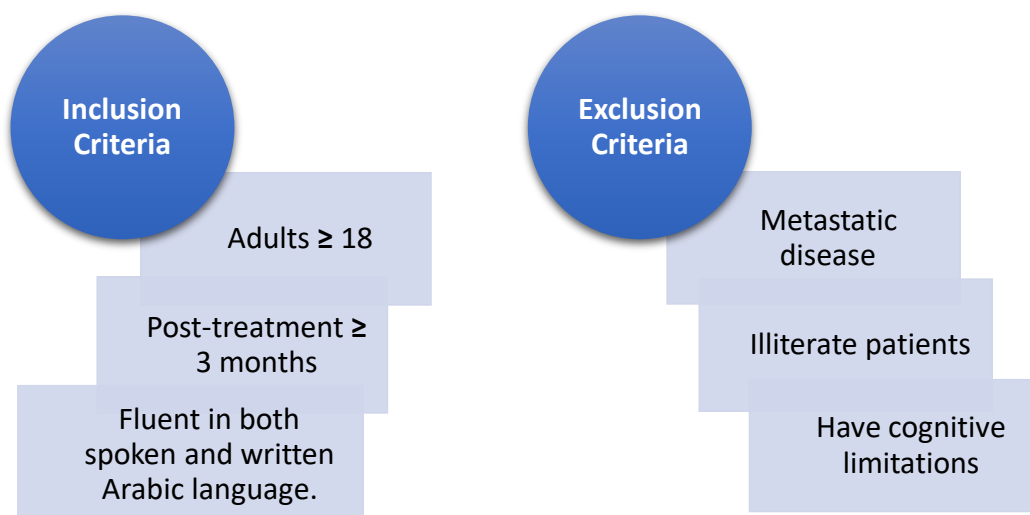 Inclusion
Criteria
Adults ≥ 18
Post-treatment ≥
3 months
Fluent in both
spoken and written
Arabic language.
Exclusion
Criteria
Metastatic
disease
Illiterate patients
Have cognitive
limitations